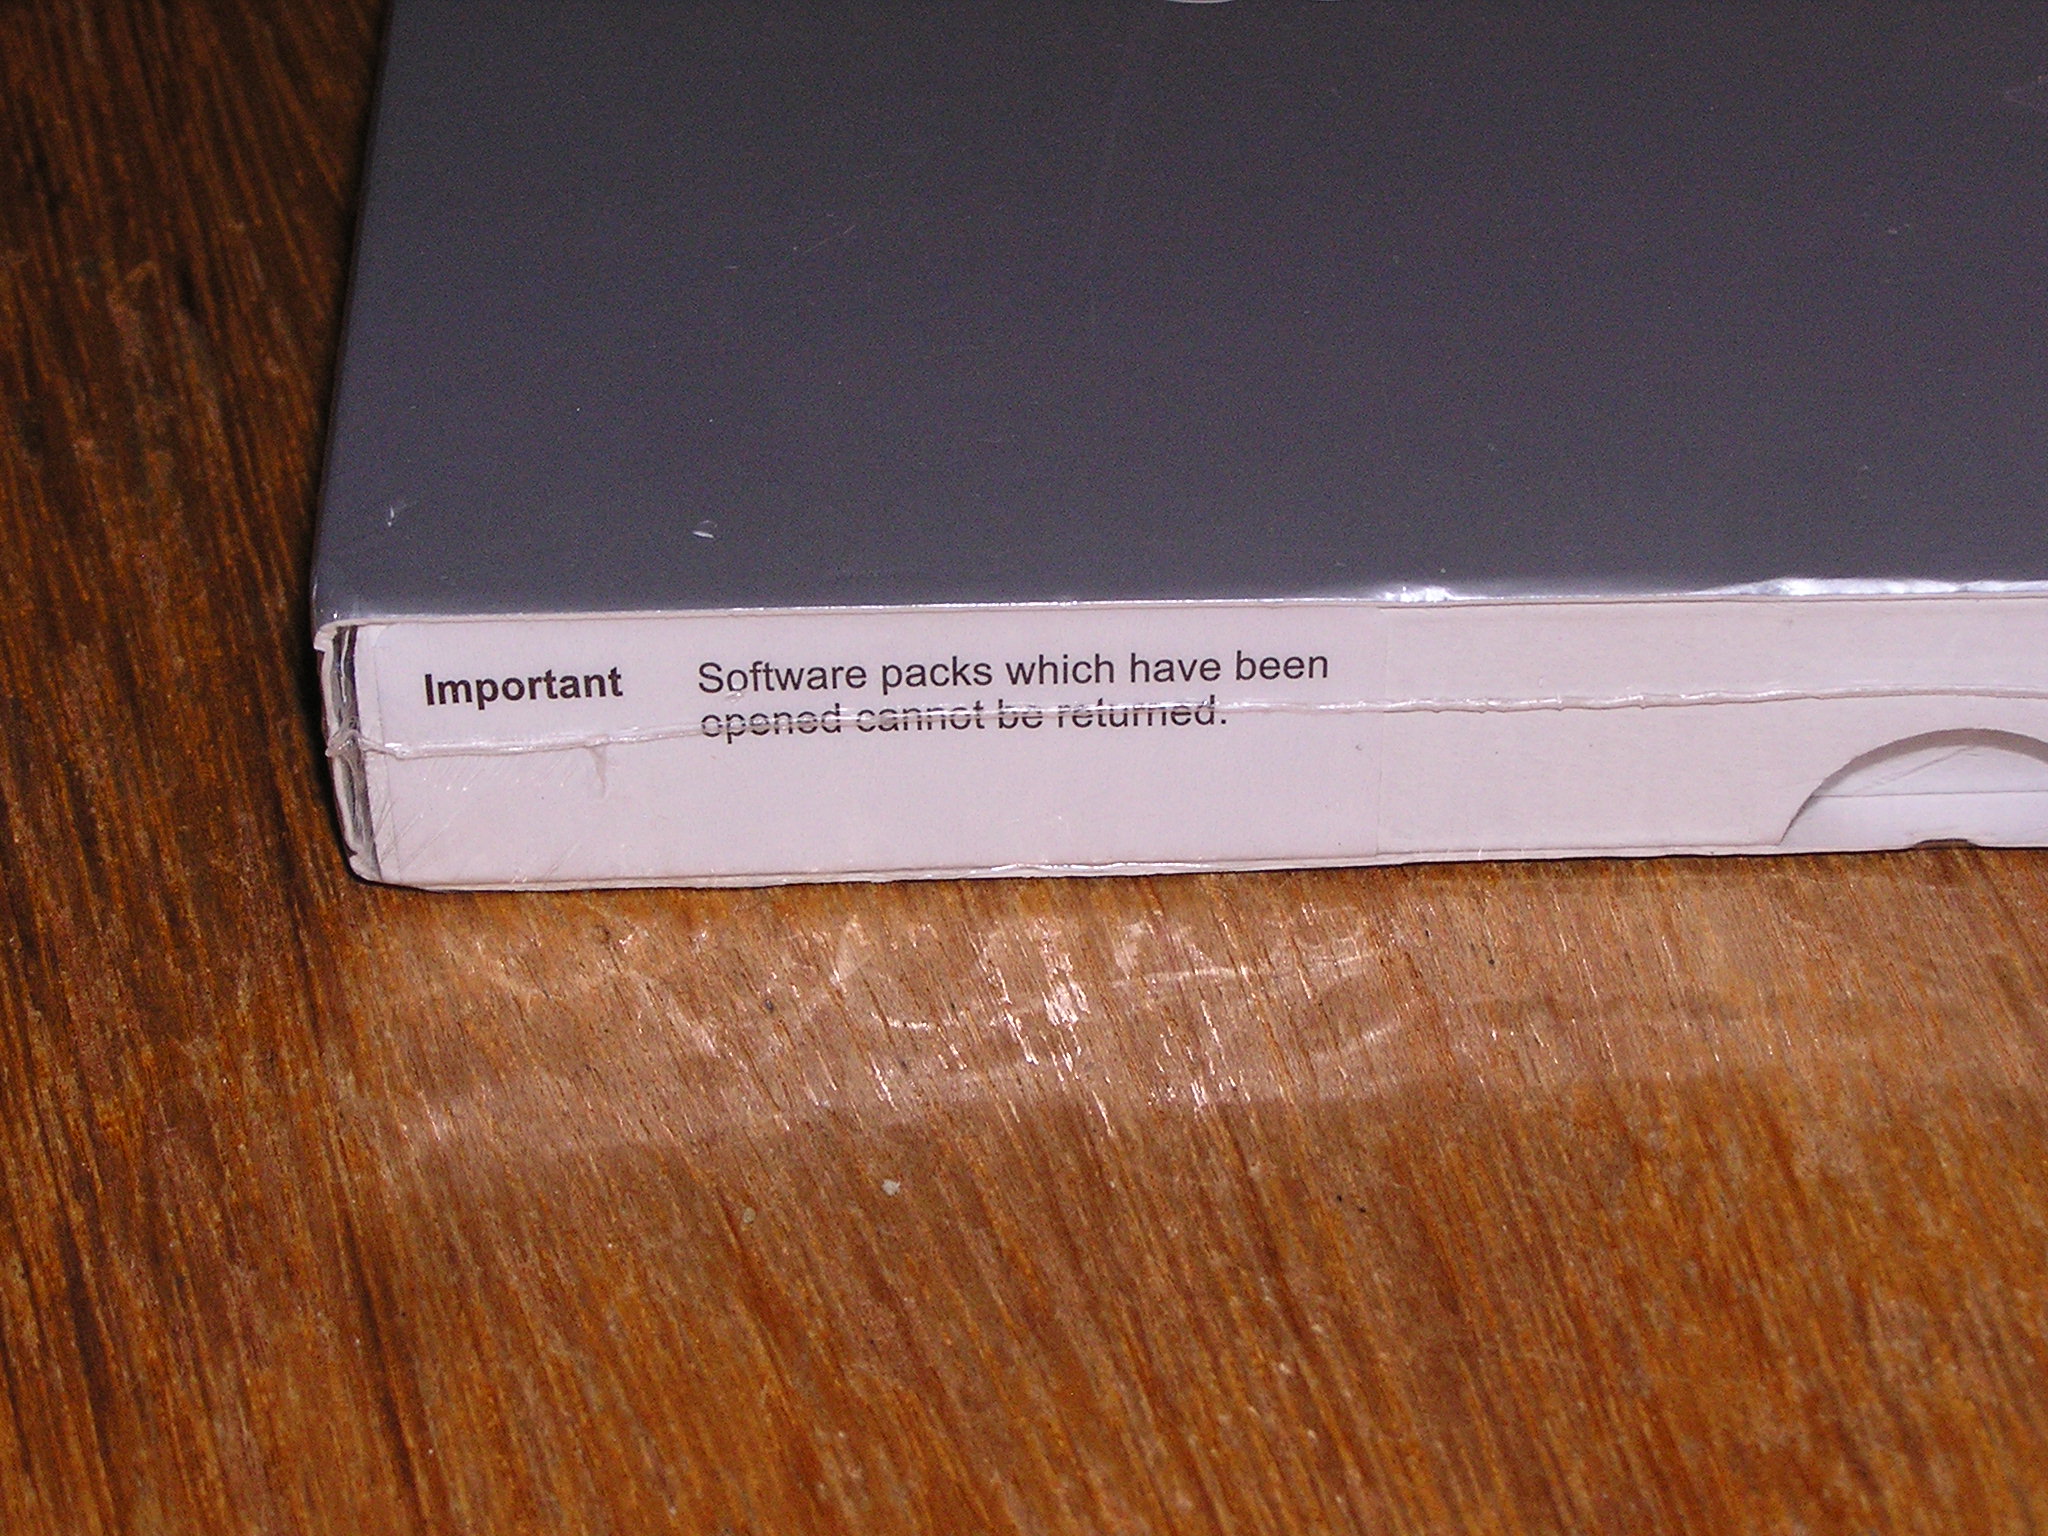 Important
Software packs which have been
opened cannot be returned.